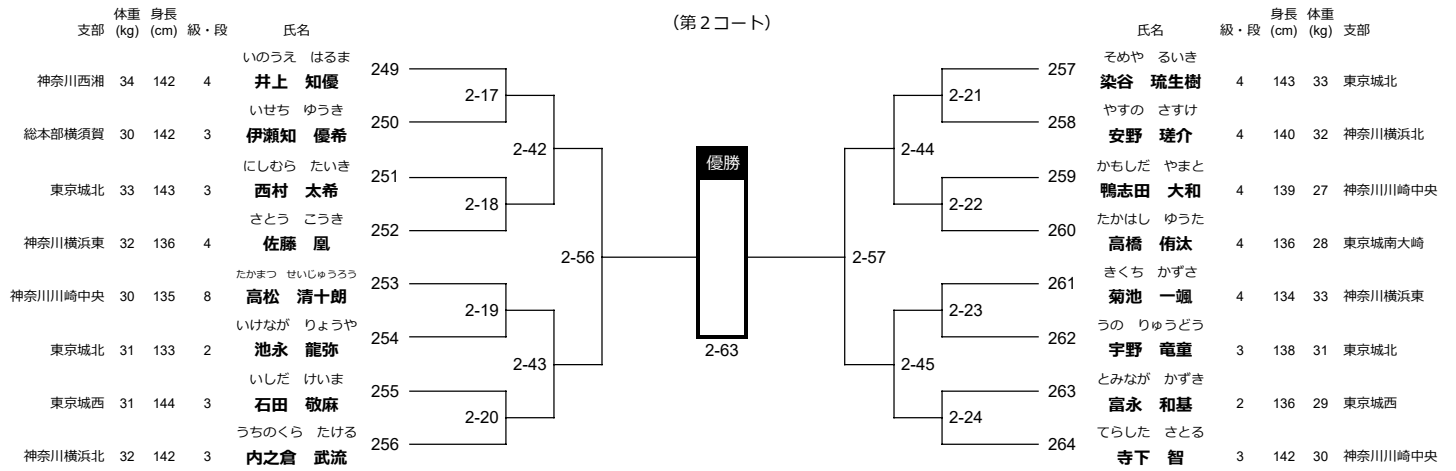 （第２コート）
体重 身長
支部 (kg) (cm) 級・段 氏名
いのうえ はるま
神奈川西湘 34 142 4 井上 知優 249
2-17
いせち ゆうき
総本部横須賀 30 142 3 伊瀬知 優希 250
2-42
にしむら たいき
東京城北 33 143 3 西村 太希 251
2-18
さとう こうき
神奈川横浜東 32 136 4 佐藤 凰 252
2-56
たかまつ せいじゅうろう
神奈川川崎中央 30 135 8 高松 清十朗 253
2-19
いけなが りょうや
東京城北 31 133 2 池永 龍弥 254
2-43
いしだ けいま
東京城西 31 144 3 石田 敬麻 255
2-20
うちのくら たける
神奈川横浜北 32 142 3 内之倉 武流 256
優勝
2-63
身長 体重
氏名 級・段 (cm) (kg) 支部
そめや るいき
257 染谷 琉生樹 4 143 33 東京城北
2-21
やすの さすけ
258 安野 瑳介 4 140 32 神奈川横浜北
2-44
かもしだ やまと
259 鴨志田 大和 4 139 27 神奈川川崎中央
2-22
たかはし ゆうた
260 高橋 侑汰 4 136 28 東京城南大崎
2-57
きくち かずさ
261 菊池 一颯 4 134 33 神奈川横浜東
2-23
うの りゅうどう
262 宇野 竜童 3 138 31 東京城北
2-45
とみなが かずき
263 富永 和基 2 136 29 東京城西
2-24
てらした さとる
264 寺下 智 3 142 30 神奈川川崎中央